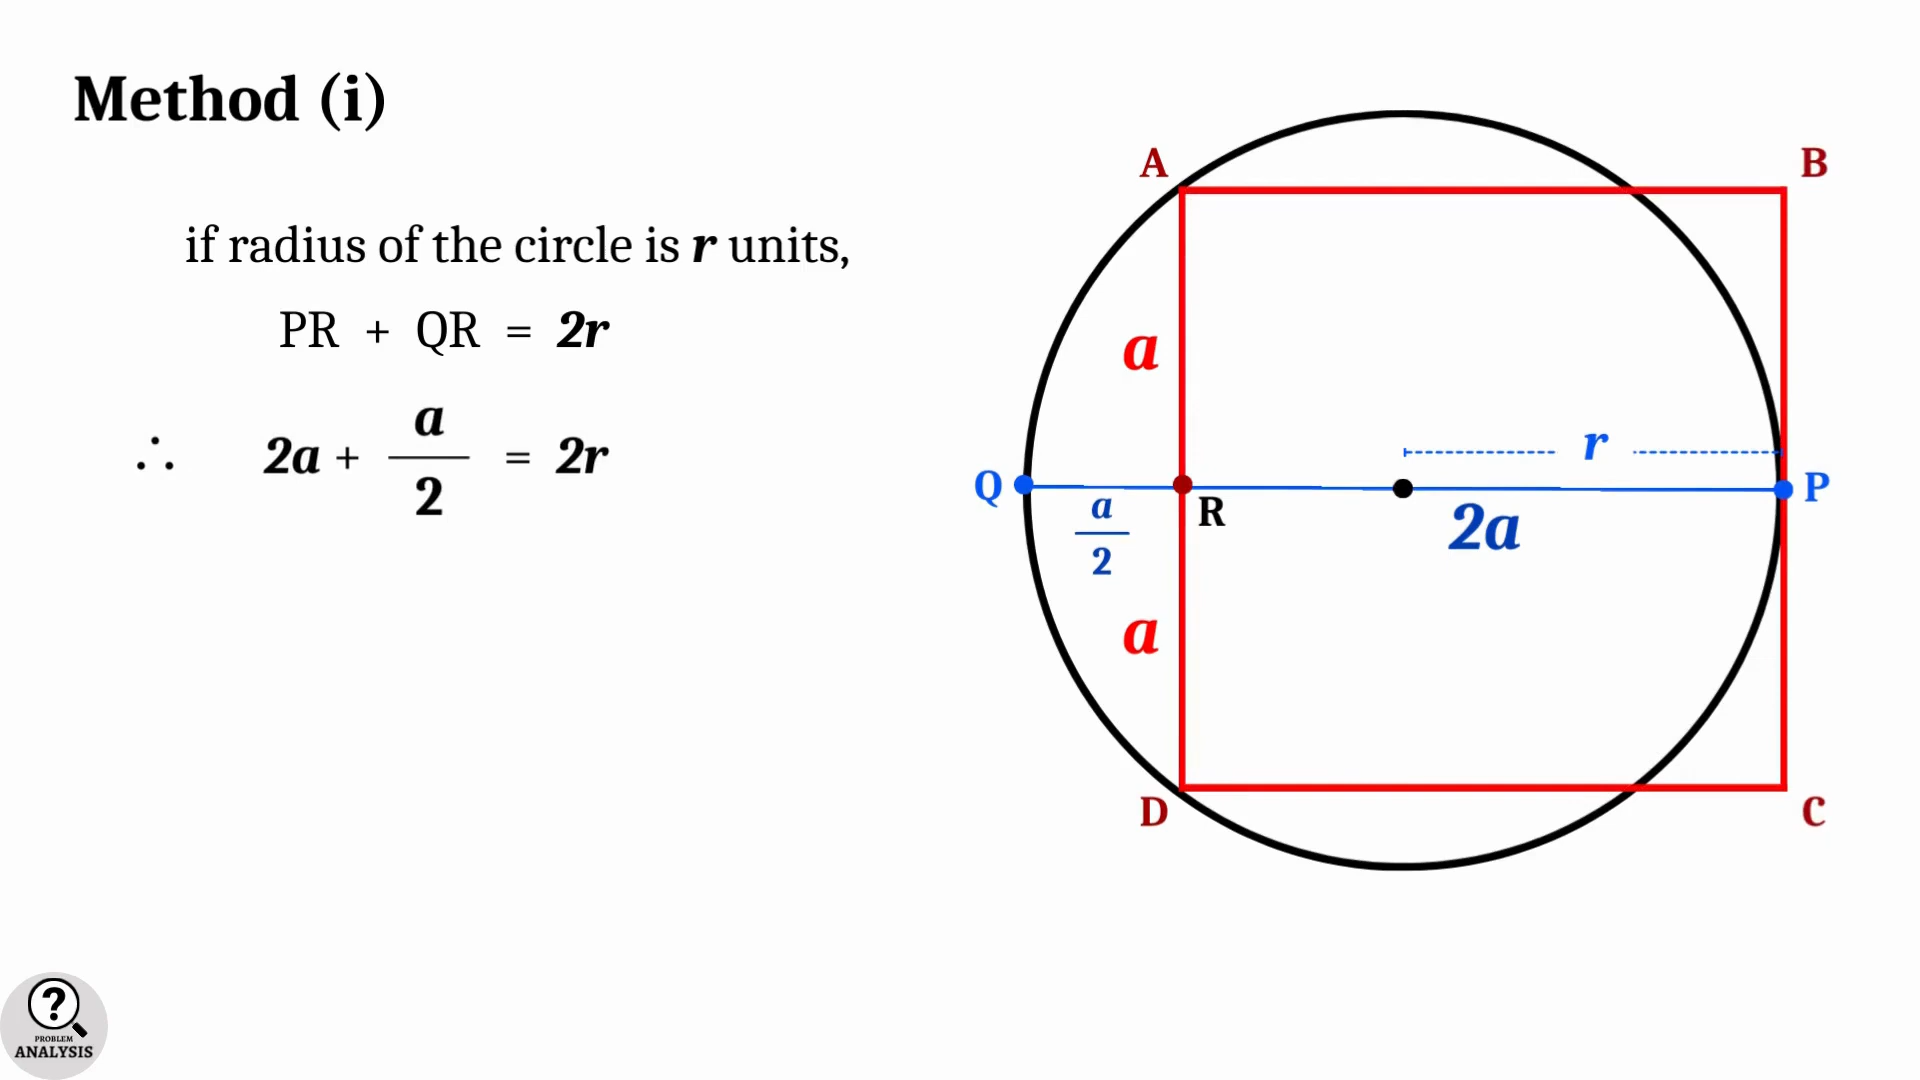 Method (i)
if radius of the circle is r units,
PR + QR = 2r
∴ 2a + a/2 = 2r
A
B
a
r
Q
R
P
a/2
2a
a
D
C
?
PROBLEM
ANALYSIS